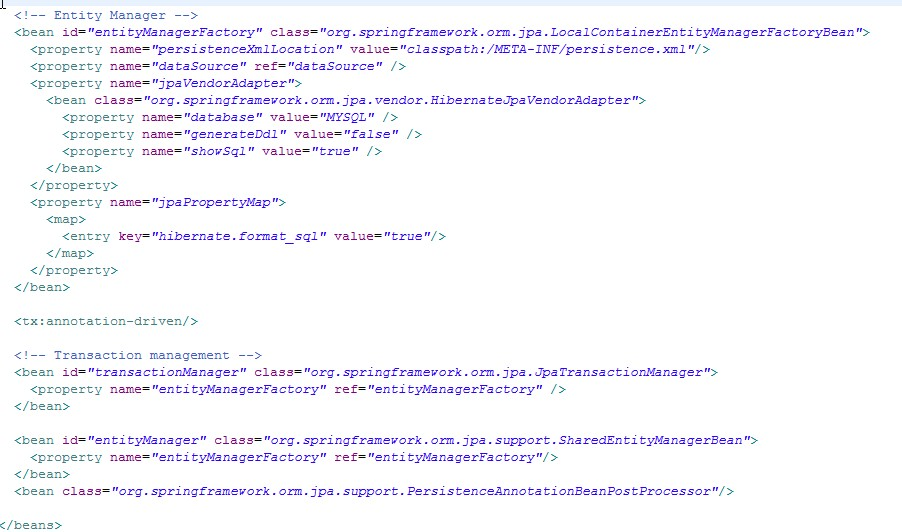 <!-- Entity Manager -->
<bean id="entityManagerFactory" class="org.springframework.orm.jpa.LocalContainerEntityManagerFactoryBean">
<property name="persistenceXmlLocation" value="classpath:/META-INF/persistence.xml"/>
<property name="dataSource" ref="dataSource" />
<property name="jpaVendorAdapter">
<bean class="org.springframework.orm.jpa.vendor.HibernateJpaVendorAdapter">
<property name="database" value="MYSQL" />
<property name="generateDdl" value="false" />
<property name="showSql" value="true" />
</bean>
</property>
<property name="jpaPropertyMap">
<map>
<entry key="hibernate.format_sql" value="true"/>
</map>
</property>
</bean>
<tx:annotation-driven/>
<!-- Transaction management -->
<bean id="transactionManager" class="org.springframework.orm.jpa.JpaTransactionManager">
<property name="entityManagerFactory" ref="entityManagerFactory" />
</bean>
<bean id="entityManager" class="org.springframework.orm.jpa.support.SharedEntityManagerBean">
<property name="entityManagerFactory" ref="entityManagerFactory"/>
</bean>
<bean class="org.springframework.orm.jpa.support.PersistenceAnnotationBeanPostProcessor"/>
</beans>